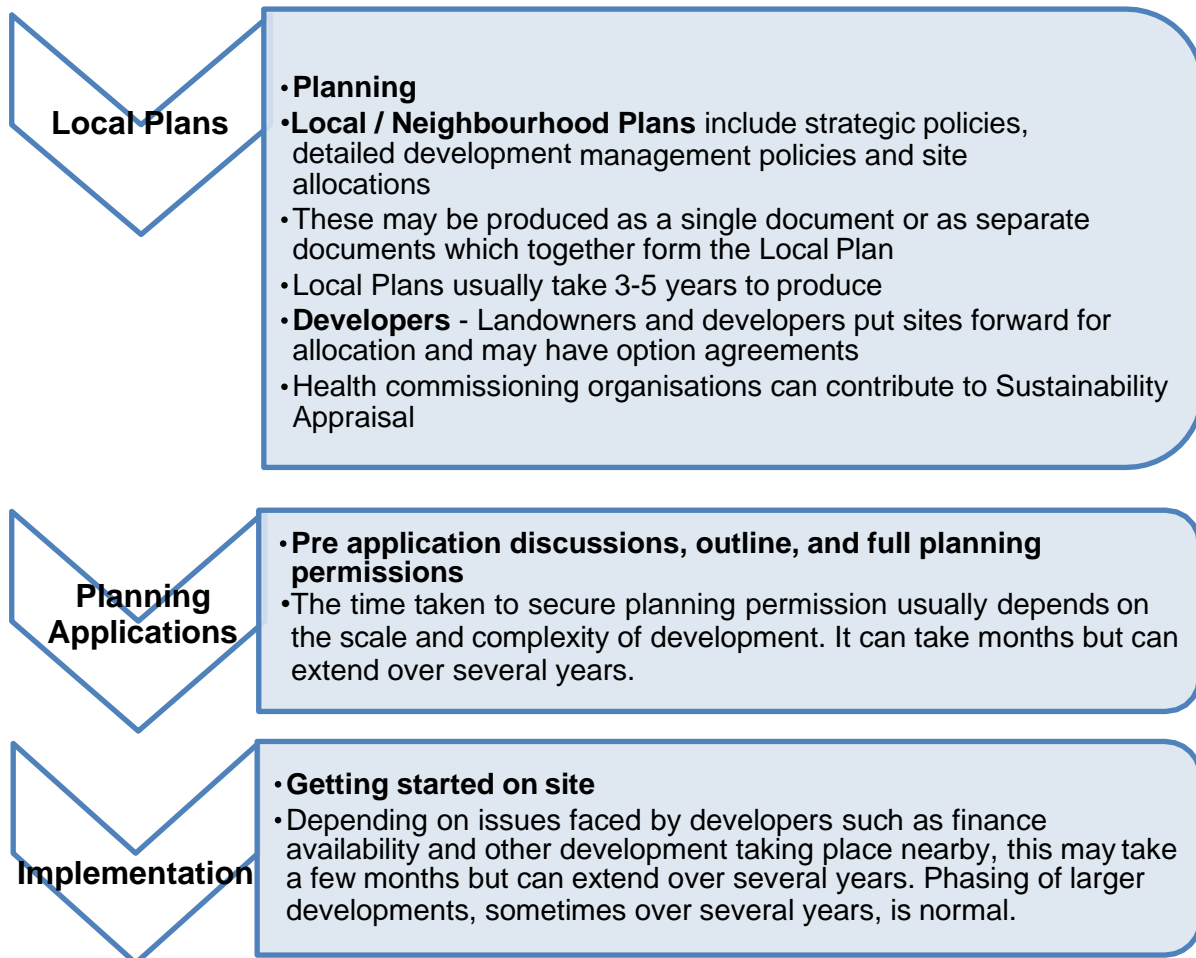 Local Plans
• Planning
• Local / Neighbourhood Plans include strategic policies,
detailed development management policies and site
allocations
• These may be produced as a single document or as separate
documents which together form the Local Plan
• Local Plans usually take 3-5 years to produce
• Developers - Landowners and developers put sites forward for
allocation and may have option agreements
• Health commissioning organisations can contribute to Sustainability
Appraisal
Planning
Applications
• Pre application discussions, outline, and full planning
permissions
• The time taken to secure planning permission usually depends on
the scale and complexity of development. It can take months but can
extend over several years.
Implementation
• Getting started on site
• Depending on issues faced by developers such as finance
availability and other development taking place nearby, this may take
a few months but can extend over several years. Phasing of larger
developments, sometimes over several years, is normal.